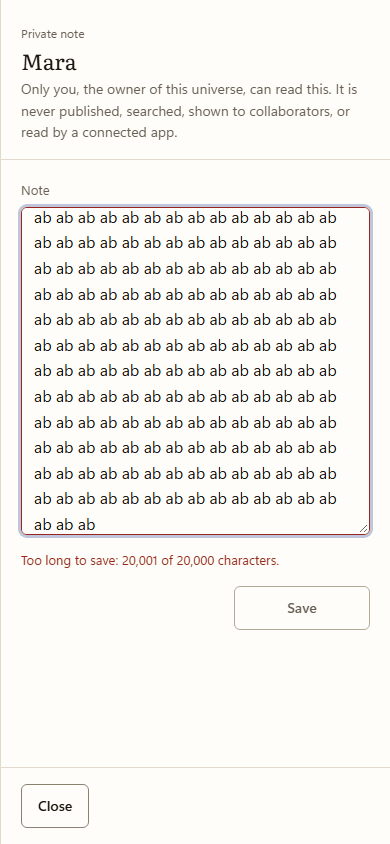 Private note
Mara
Only you, the owner of this universe, can read this. It is
never published, searched, shown to collaborators, or
read by a connected app.
Note
ab ab ab ab ab ab ab ab ab ab ab ab ab ab
ab ab ab ab ab ab ab ab ab ab ab ab ab ab
ab ab ab ab ab ab ab ab ab ab ab ab ab ab
ab ab ab ab ab ab ab ab ab ab ab ab ab ab
ab ab ab ab ab ab ab ab ab ab ab ab ab ab
ab ab ab ab ab ab ab ab ab ab ab ab ab ab
ab ab ab ab ab ab ab ab ab ab ab ab ab ab
ab ab ab ab ab ab ab ab ab ab ab ab ab ab
ab ab ab ab ab ab ab ab ab ab ab ab ab ab
ab ab ab ab ab ab ab ab ab ab ab ab ab ab
ab ab ab ab ab ab ab ab ab ab ab ab ab ab
ab ab ab ab ab ab ab ab ab ab ab ab ab ab
ab ab ab
Too long to save: 20,001 of 20,000 characters.
Save
Close